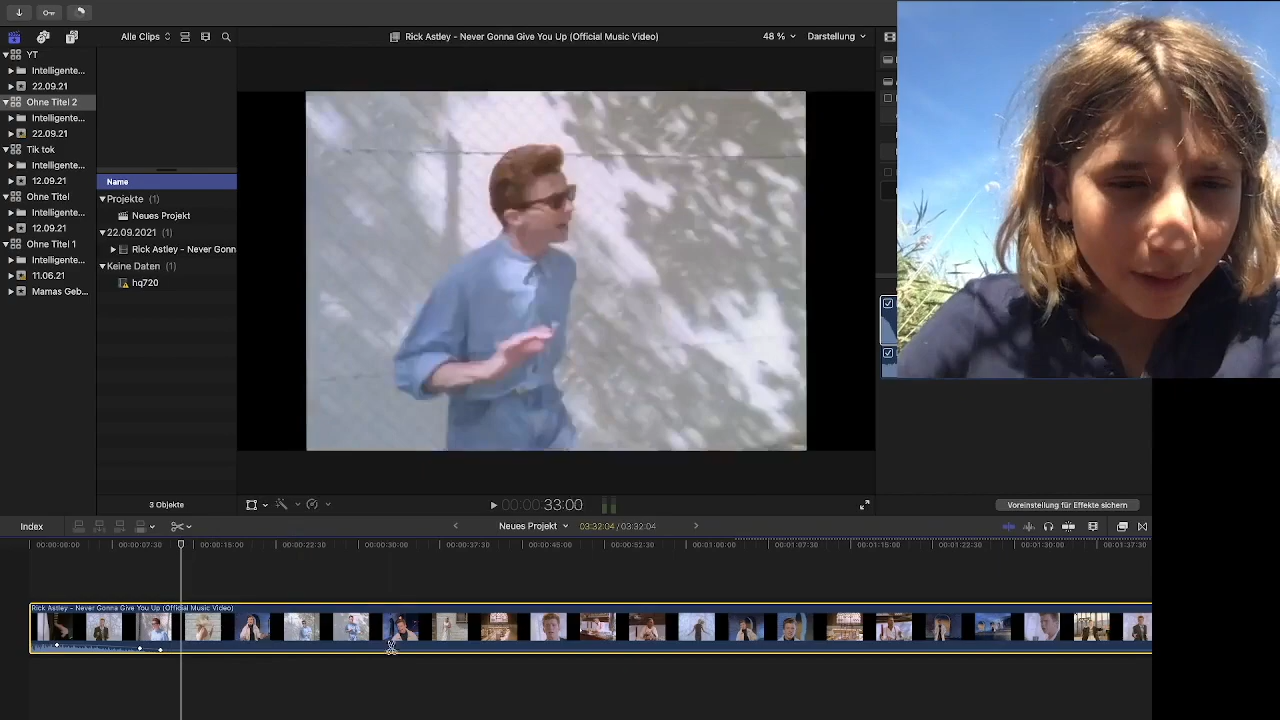 Alle Clips
Rick Astley - Never Gonna Give You Up (Official Music Video)
48 %
Darstellung
YT
Intelligente...
22.09.21
Ohne Titel 2
Intelligente...
22.09.21
Tik tok
Intelligente...
12.09.21
Ohne Titel
Intelligente...
12.09.21
Ohne Titel 1
Intelligente...
11.06.21
Mamas Geb...
Name
Projekte (1)
Neues Projekt
22.09.2021 (1)
Rick Astley - Never Gonn
Keine Daten (1)
hq720
3 Objekte
00:00:33:00
Voreinstellung für Effekte sichern
Index
Neues Projekt
03:32:04 / 03:32:04
00:00:00:00
00:00:07:30
00:00:15:00
00:00:22:30
00:00:30:00
00:00:37:30
00:00:45:00
00:00:52:30
00:01:00:00
00:01:07:30
00:01:15:00
00:01:22:30
00:01:30:00
00:01:37:30
Rick Astley - Never Gonna Give You Up (Official Music Video)